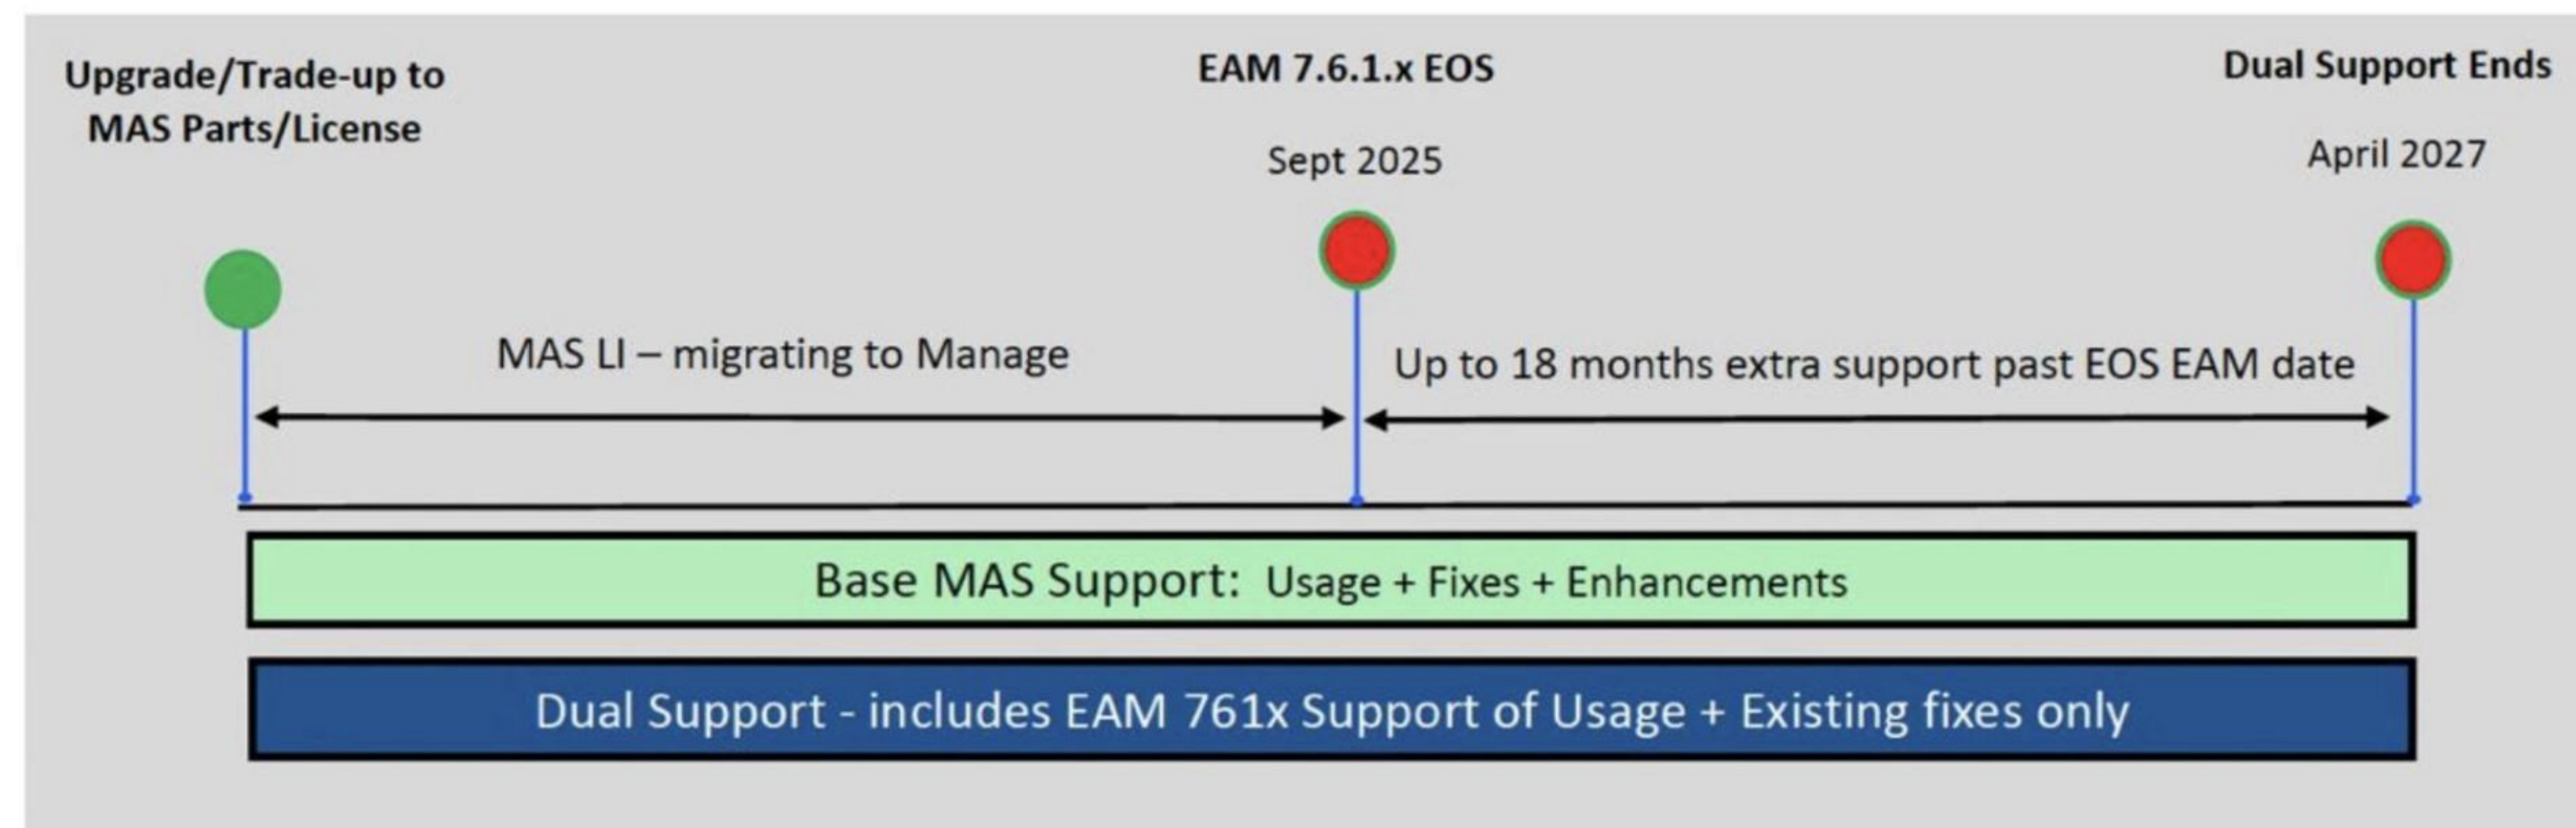 Upgrade/Trade-up to
MAS Parts/License
EAM 7.6.1.x EOS
Sept 2025
Dual Support Ends
April 2027
MAS LI – migrating to Manage
Up to 18 months extra support past EOS EAM date
Base MAS Support: Usage + Fixes + Enhancements
Dual Support - includes EAM 761x Support of Usage + Existing fixes only